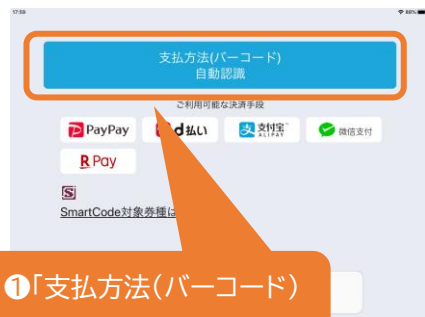 17:59
支払方法(バーコード)
自動認識
ご利用可能な決済手段
PayPay
d払い
支付宝
ALIPAY
微信支付
R Pay
S
SmartCode対象券種は
❶「支払方法(バーコード)